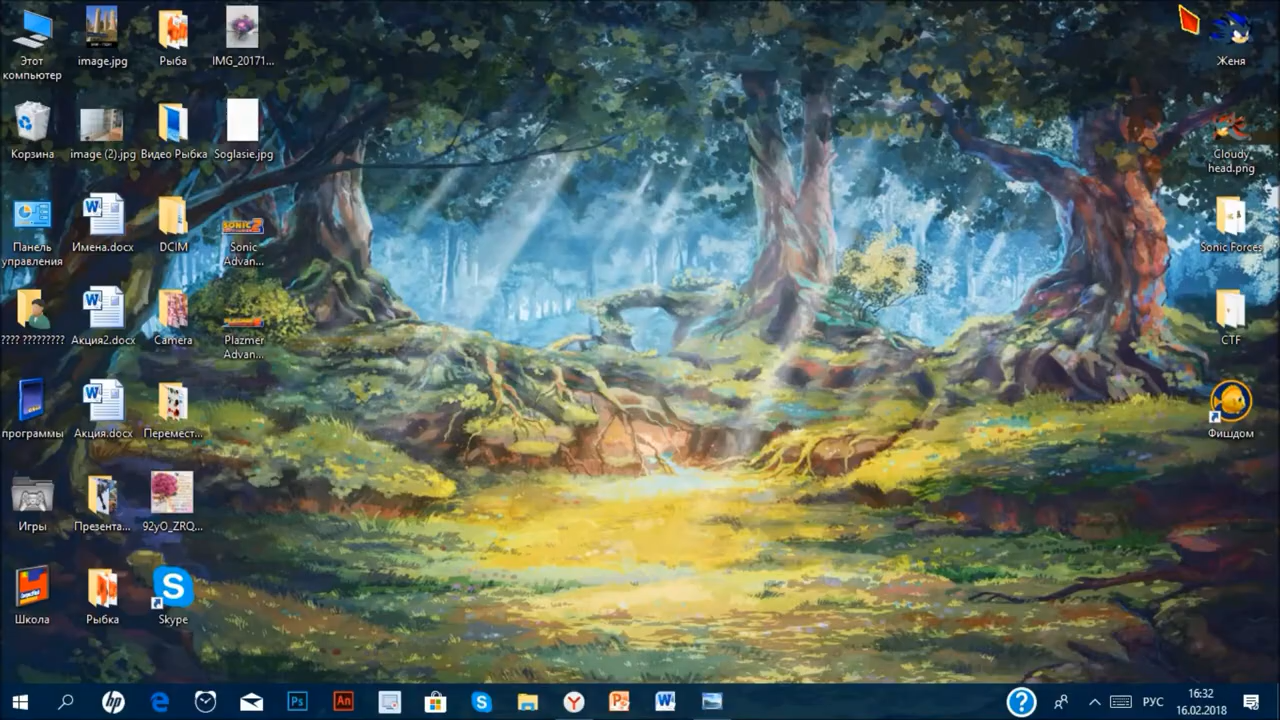 Этот
компьютер
image.jpg
Рыба
IMG_20171...
Женя
Корзина
image (2).jpg
Видео Рыбка
Soglasie.jpg
Cloudy
head.png
Панель
управления
Имена.docx
DCIM
Sonic
Advan...
Sonic Forces
???? ????????
Акция2.docx
Camera
Plazmer
Advan...
CTF
программы
Акция.docx
Перемест...
Фишдом
Игры
Презента...
92yO_ZRQ...
Школа
Рыбка
Skype
РУС
16:32
16.02.2018